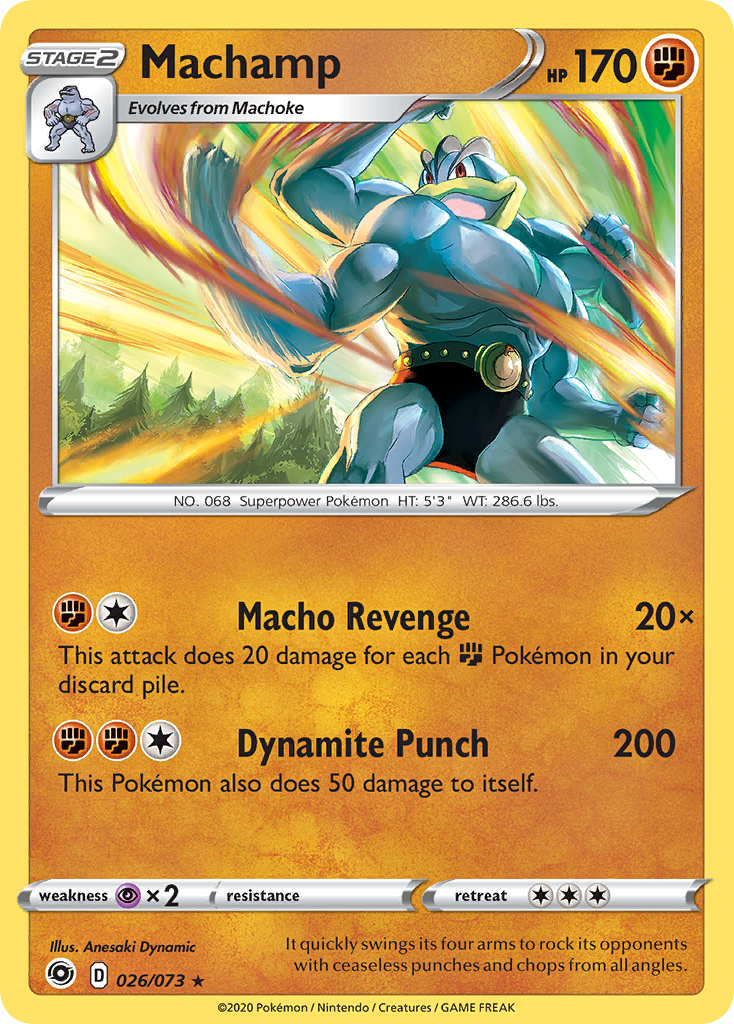 STAGE 2
Machamp
HP 170
Evolves from Machoke
NO. 068 Superpower Pokémon HT: 5'3" WT: 286.6 lbs.
Macho Revenge 20×
This attack does 20 damage for each Pokémon in your
discard pile.
Dynamite Punch 200
This Pokémon also does 50 damage to itself.
weakness ×2 resistance retreat
Illus. Anesaki Dynamic
It quickly swings its four arms to rock its opponents
with ceaseless punches and chops from all angles.
D 026/073 ★
©2020 Pokémon / Nintendo / Creatures / GAME FREAK